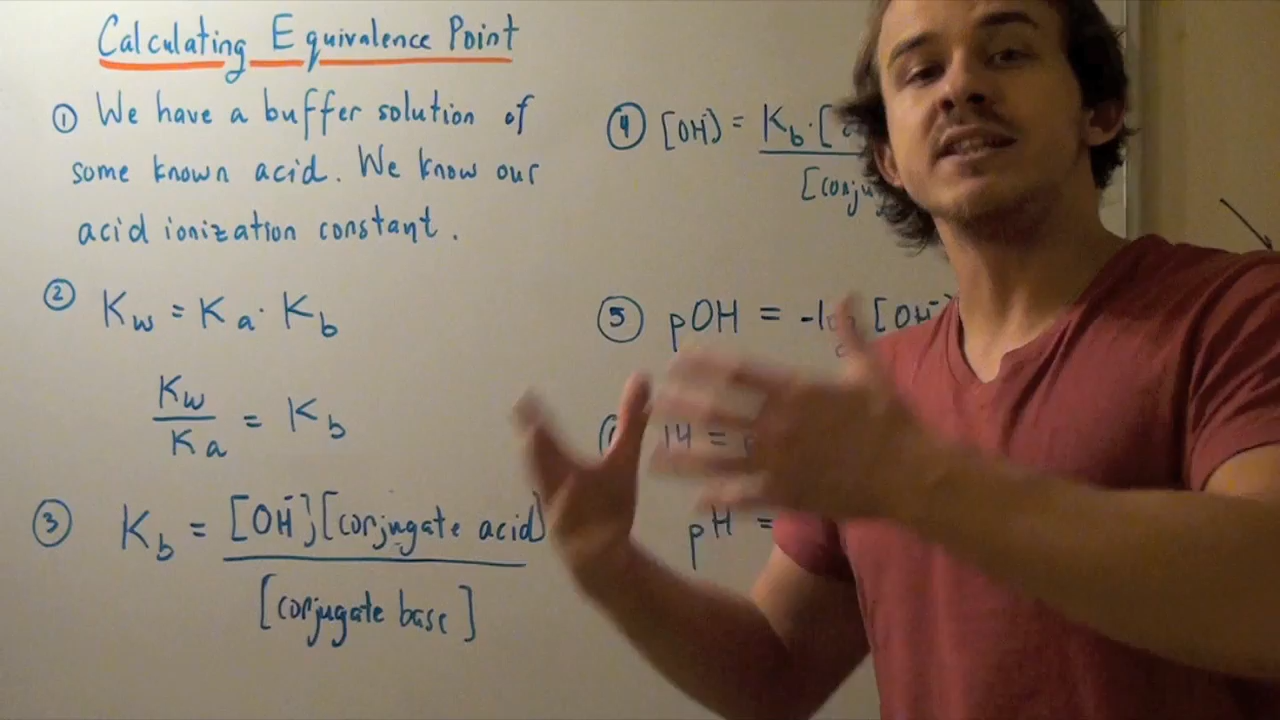 Calculating Equivalence Point
① We have a buffer solution of
some known acid. We know our
acid ionization constant.
② Kw = Ka · Kb
Kw / Ka = Kb
③ Kb = [OH⁻][conjugate acid]
[conjugate base]
④ [OH⁻] = Kb · [
⑤ pOH = -log [OH⁻]
14 =
pH =